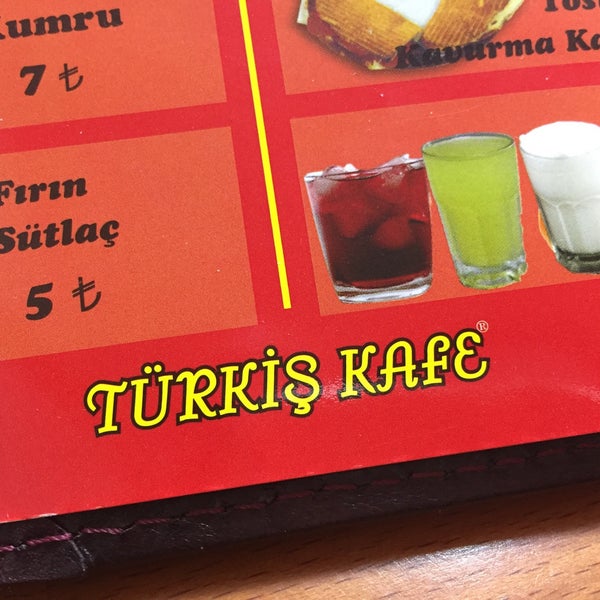 Kumru
7 ₺
Kavurma
Fırın
Sütlaç
5 ₺
TÜRKİŞ KAFE®